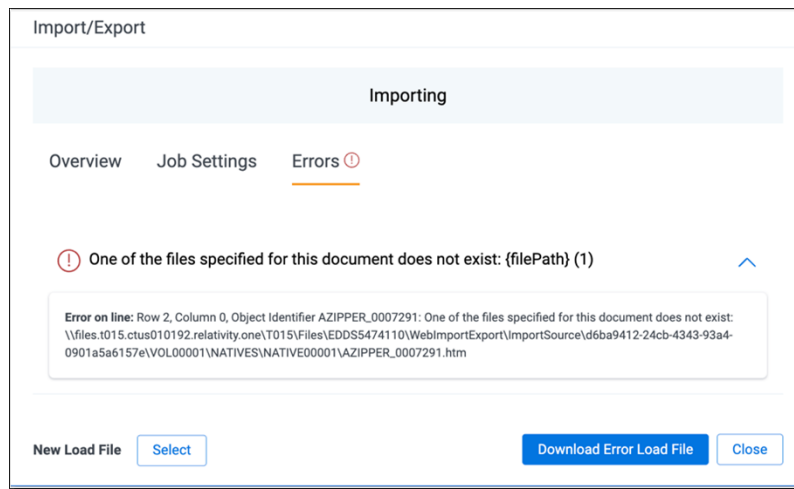 Import/Export
Importing
Overview
Job Settings
Errors
One of the files specified for this document does not exist: {filePath} (1)
Error on line: Row 2, Column 0, Object Identifier AZIPPER_0007291: One of the files specified for this document does not exist:
\\files.t015.ctus010192.relativity.one\T015\Files\EDDS5474110\WebImportExport\ImportSource\d6ba9412-24cb-4343-93a4-
0901a5a6157e\VOL00001\NATIVES\NATIVE00001\AZIPPER_0007291.htm
New Load File
Select
Download Error Load File
Close